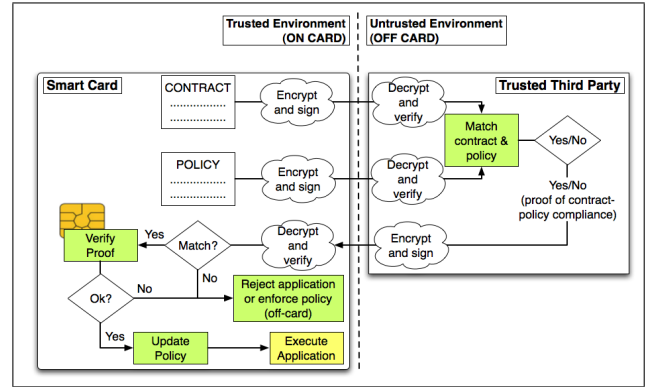 Trusted Environment
(ON CARD)
Untrusted Environment
(OFF CARD)
Smart Card
Trusted Third Party
CONTRACT
....................
....................
Encrypt
and sign
Decrypt
and
verify
Match
contract &
policy
Yes/No
POLICY
....................
....................
Encrypt
and sign
Decrypt
and
verify
Yes/No
(proof of contract-
policy compliance)
Verify
Proof
Yes
Match?
Decrypt
and
verify
Encrypt
and sign
No
Ok?
No
Reject application
or enforce policy
(off-card)
Yes
Update
Policy
Execute
Application